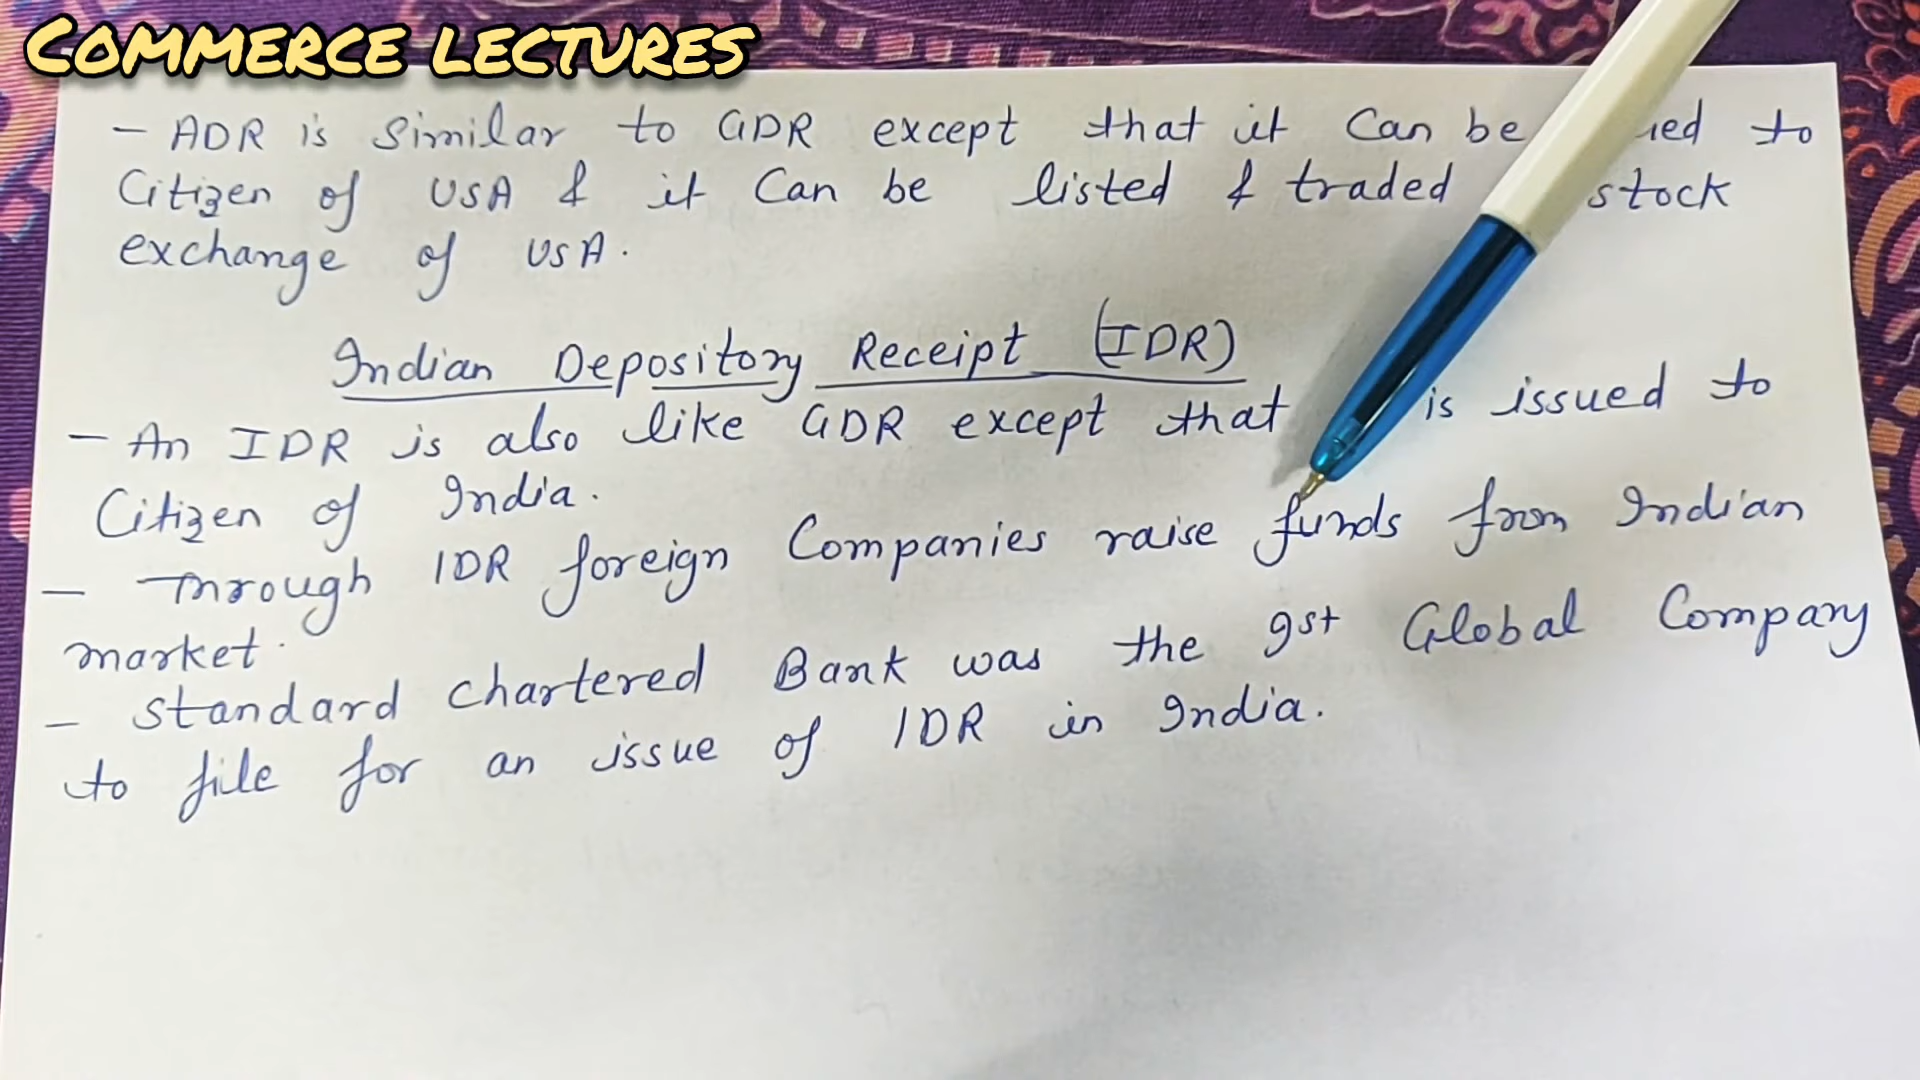 COMMERCE LECTURES
- ADR is similar to GDR except that it can be to
Citizen of USA & it can be listed & traded stock
exchange of USA.
Indian Depository Receipt (IDR)
- An IDR is also like GDR except that is issued to
Citizen of India.
- Through IDR foreign Companies raise funds from Indian
market.
- Standard Chartered Bank was the Ist Global Company
to file for an issue of IDR in India.